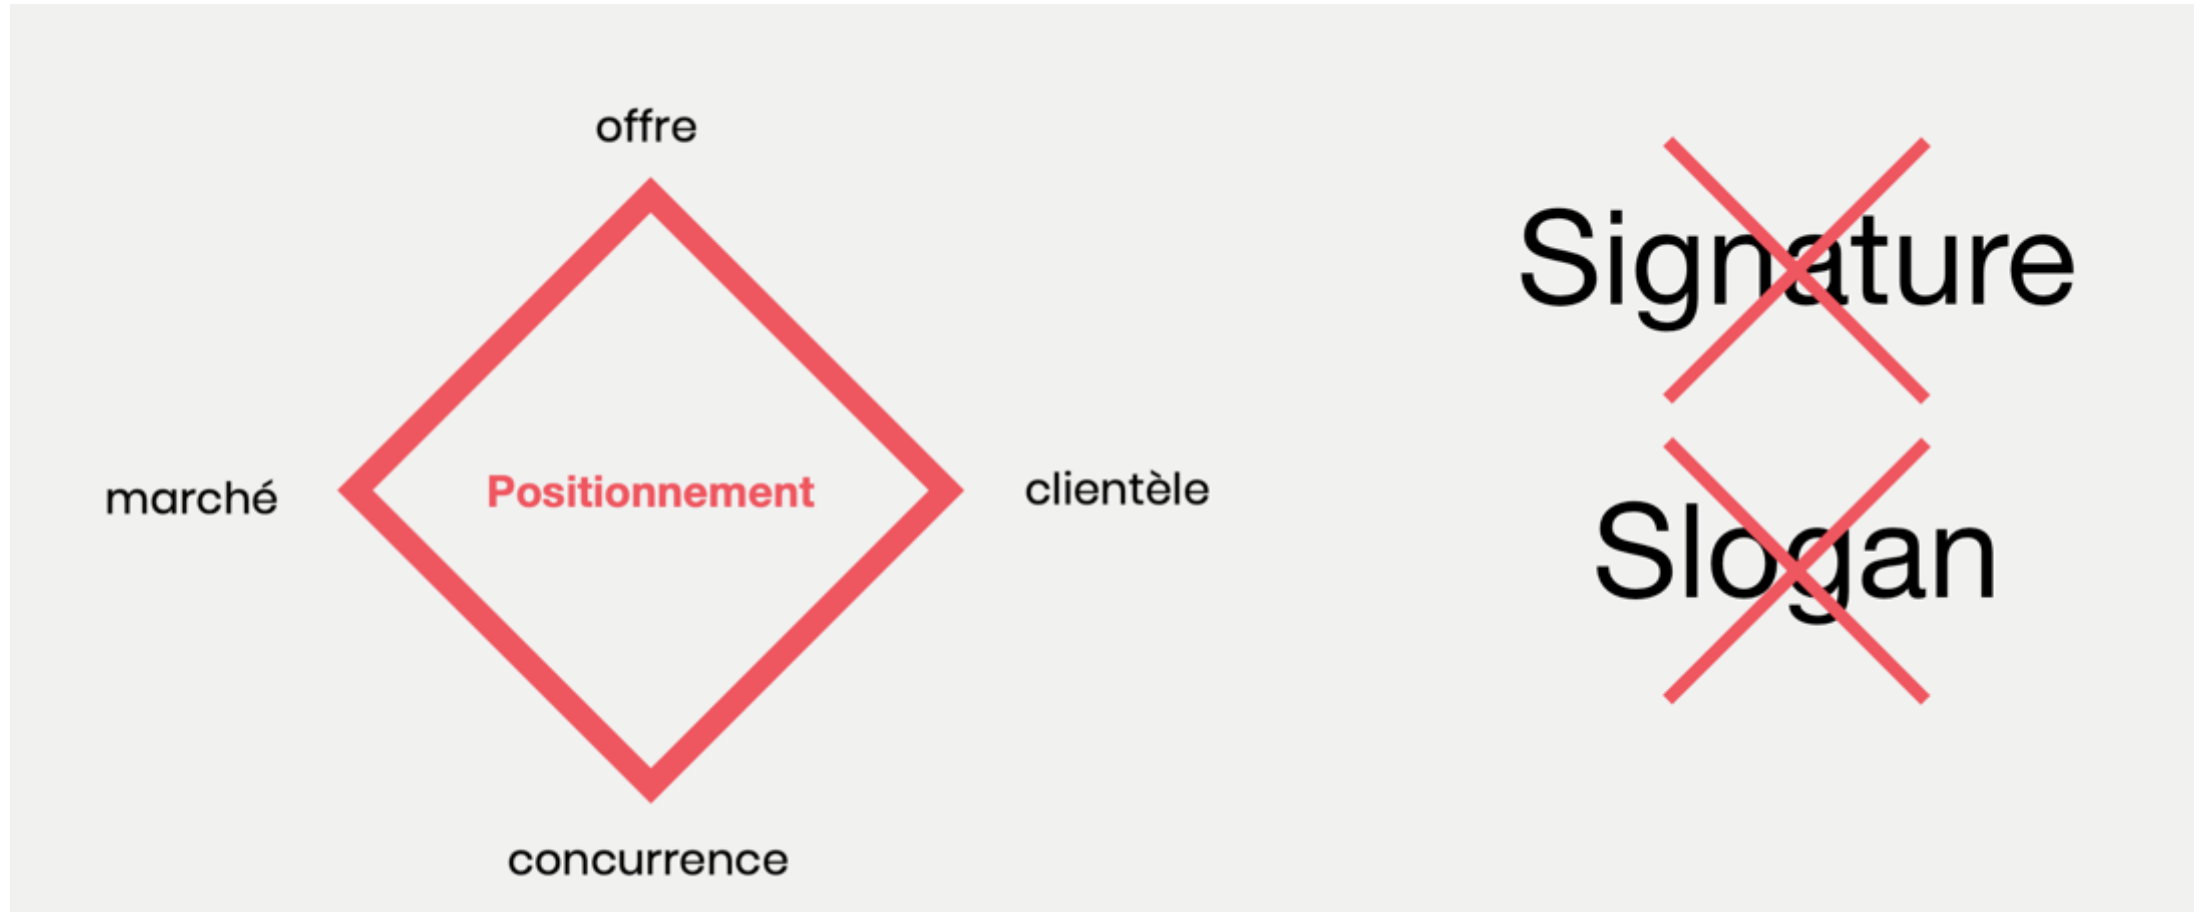 offre
marché
Positionnement
clientèle
concurrence
Signature
Slogan